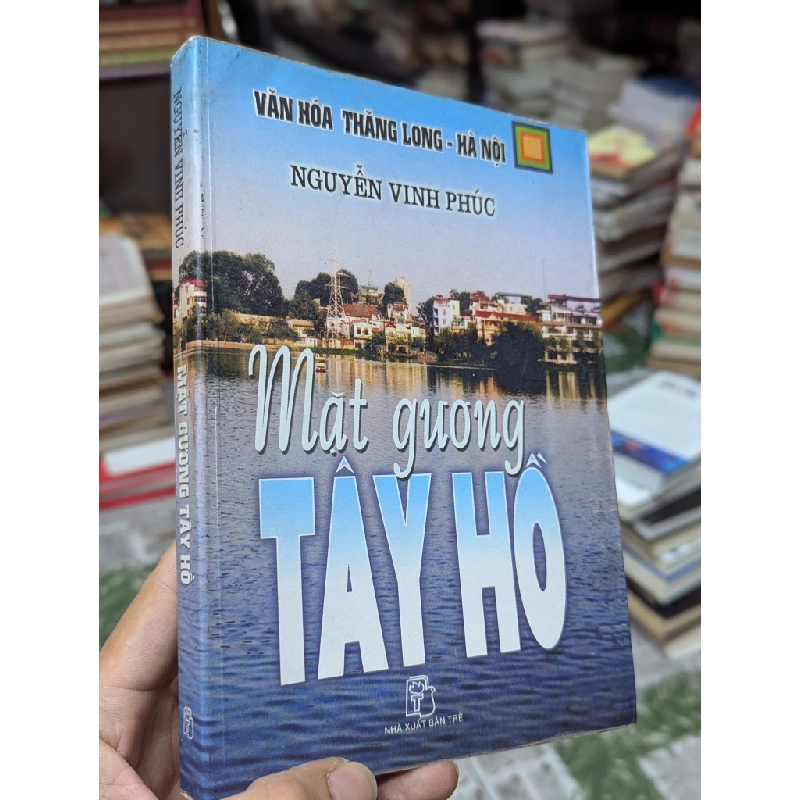 VĂN HÓA THĂNG LONG - HÀ NỘI
NGUYỄN VINH PHÚC
Mặt gương
TÂY HỒ
NHÀ XUẤT BẢN TRẺ
NGUYỄN VINH PHÚC
MẶT GƯƠNG TÂY HỒ